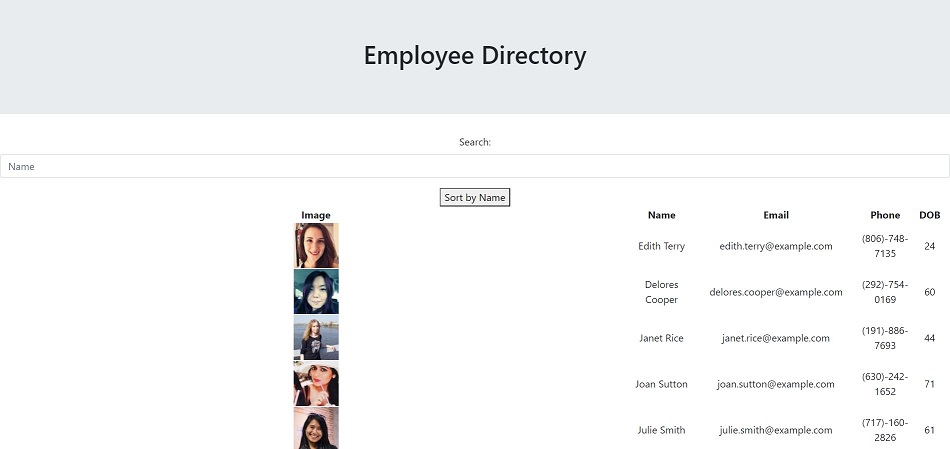 Employee Directory
Search:
Name
Sort by Name
Image Name Email Phone DOB
Edith Terry edith.terry@example.com (806)-748-
7135 24
Delores
Cooper delores.cooper@example.com (292)-754-
0169 60
Janet Rice janet.rice@example.com (191)-886-
7693 44
Joan Sutton joan.sutton@example.com (630)-242-
1652 71
Julie Smith julie.smith@example.com (717)-160-
2826 61